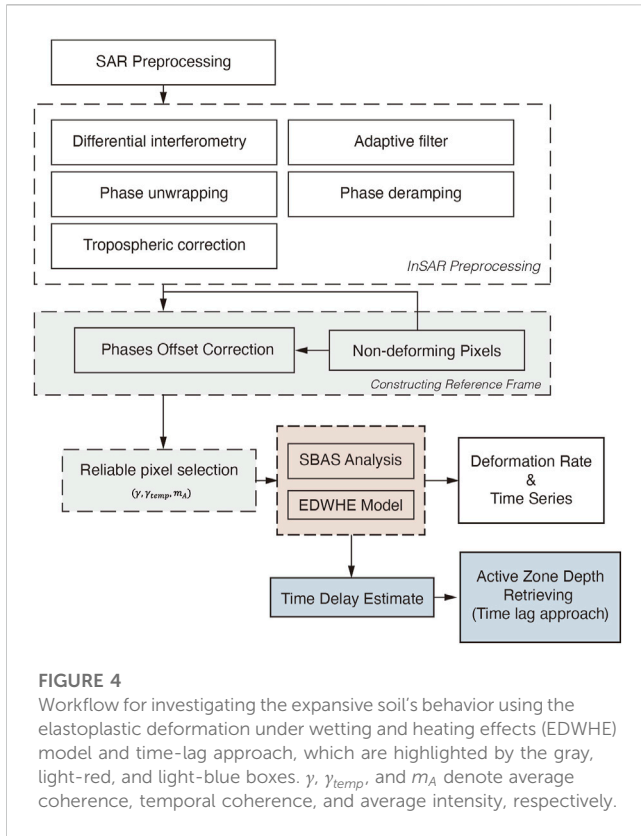 SAR Preprocessing
Differential interferometry
Adaptive filter
Phase unwrapping
Phase deramping
Tropospheric correction
InSAR Preprocessing
Phases Offset Correction
Non-deforming Pixels
Constructing Reference Frame
Reliable pixel selection
(γ, γtemp, mA)
SBAS Analysis
EDWHE Model
Deformation Rate
&
Time Series
Time Delay Estimate
Active Zone Depth
Retrieving
(Time lag approach)
FIGURE 4
Workflow for investigating the expansive soil's behavior using the
elastoplastic deformation under wetting and heating effects (EDWHE)
model and time-lag approach, which are highlighted by the gray,
light-red, and light-blue boxes. γ, γtemp, and mA denote average
coherence, temporal coherence, and average intensity, respectively.